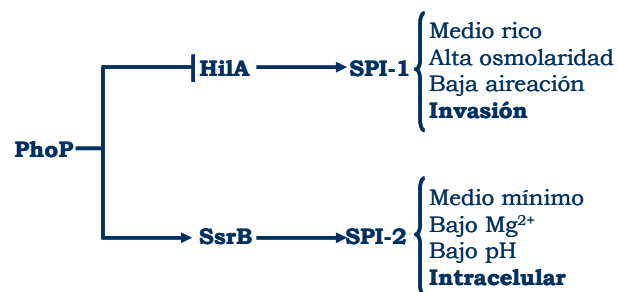 PhoP
HilA
SPI-1
Medio rico
Alta osmolaridad
Baja aireación
Invasión
SsrB
SPI-2
Medio mínimo
Bajo Mg²⁺
Bajo pH
Intracelular